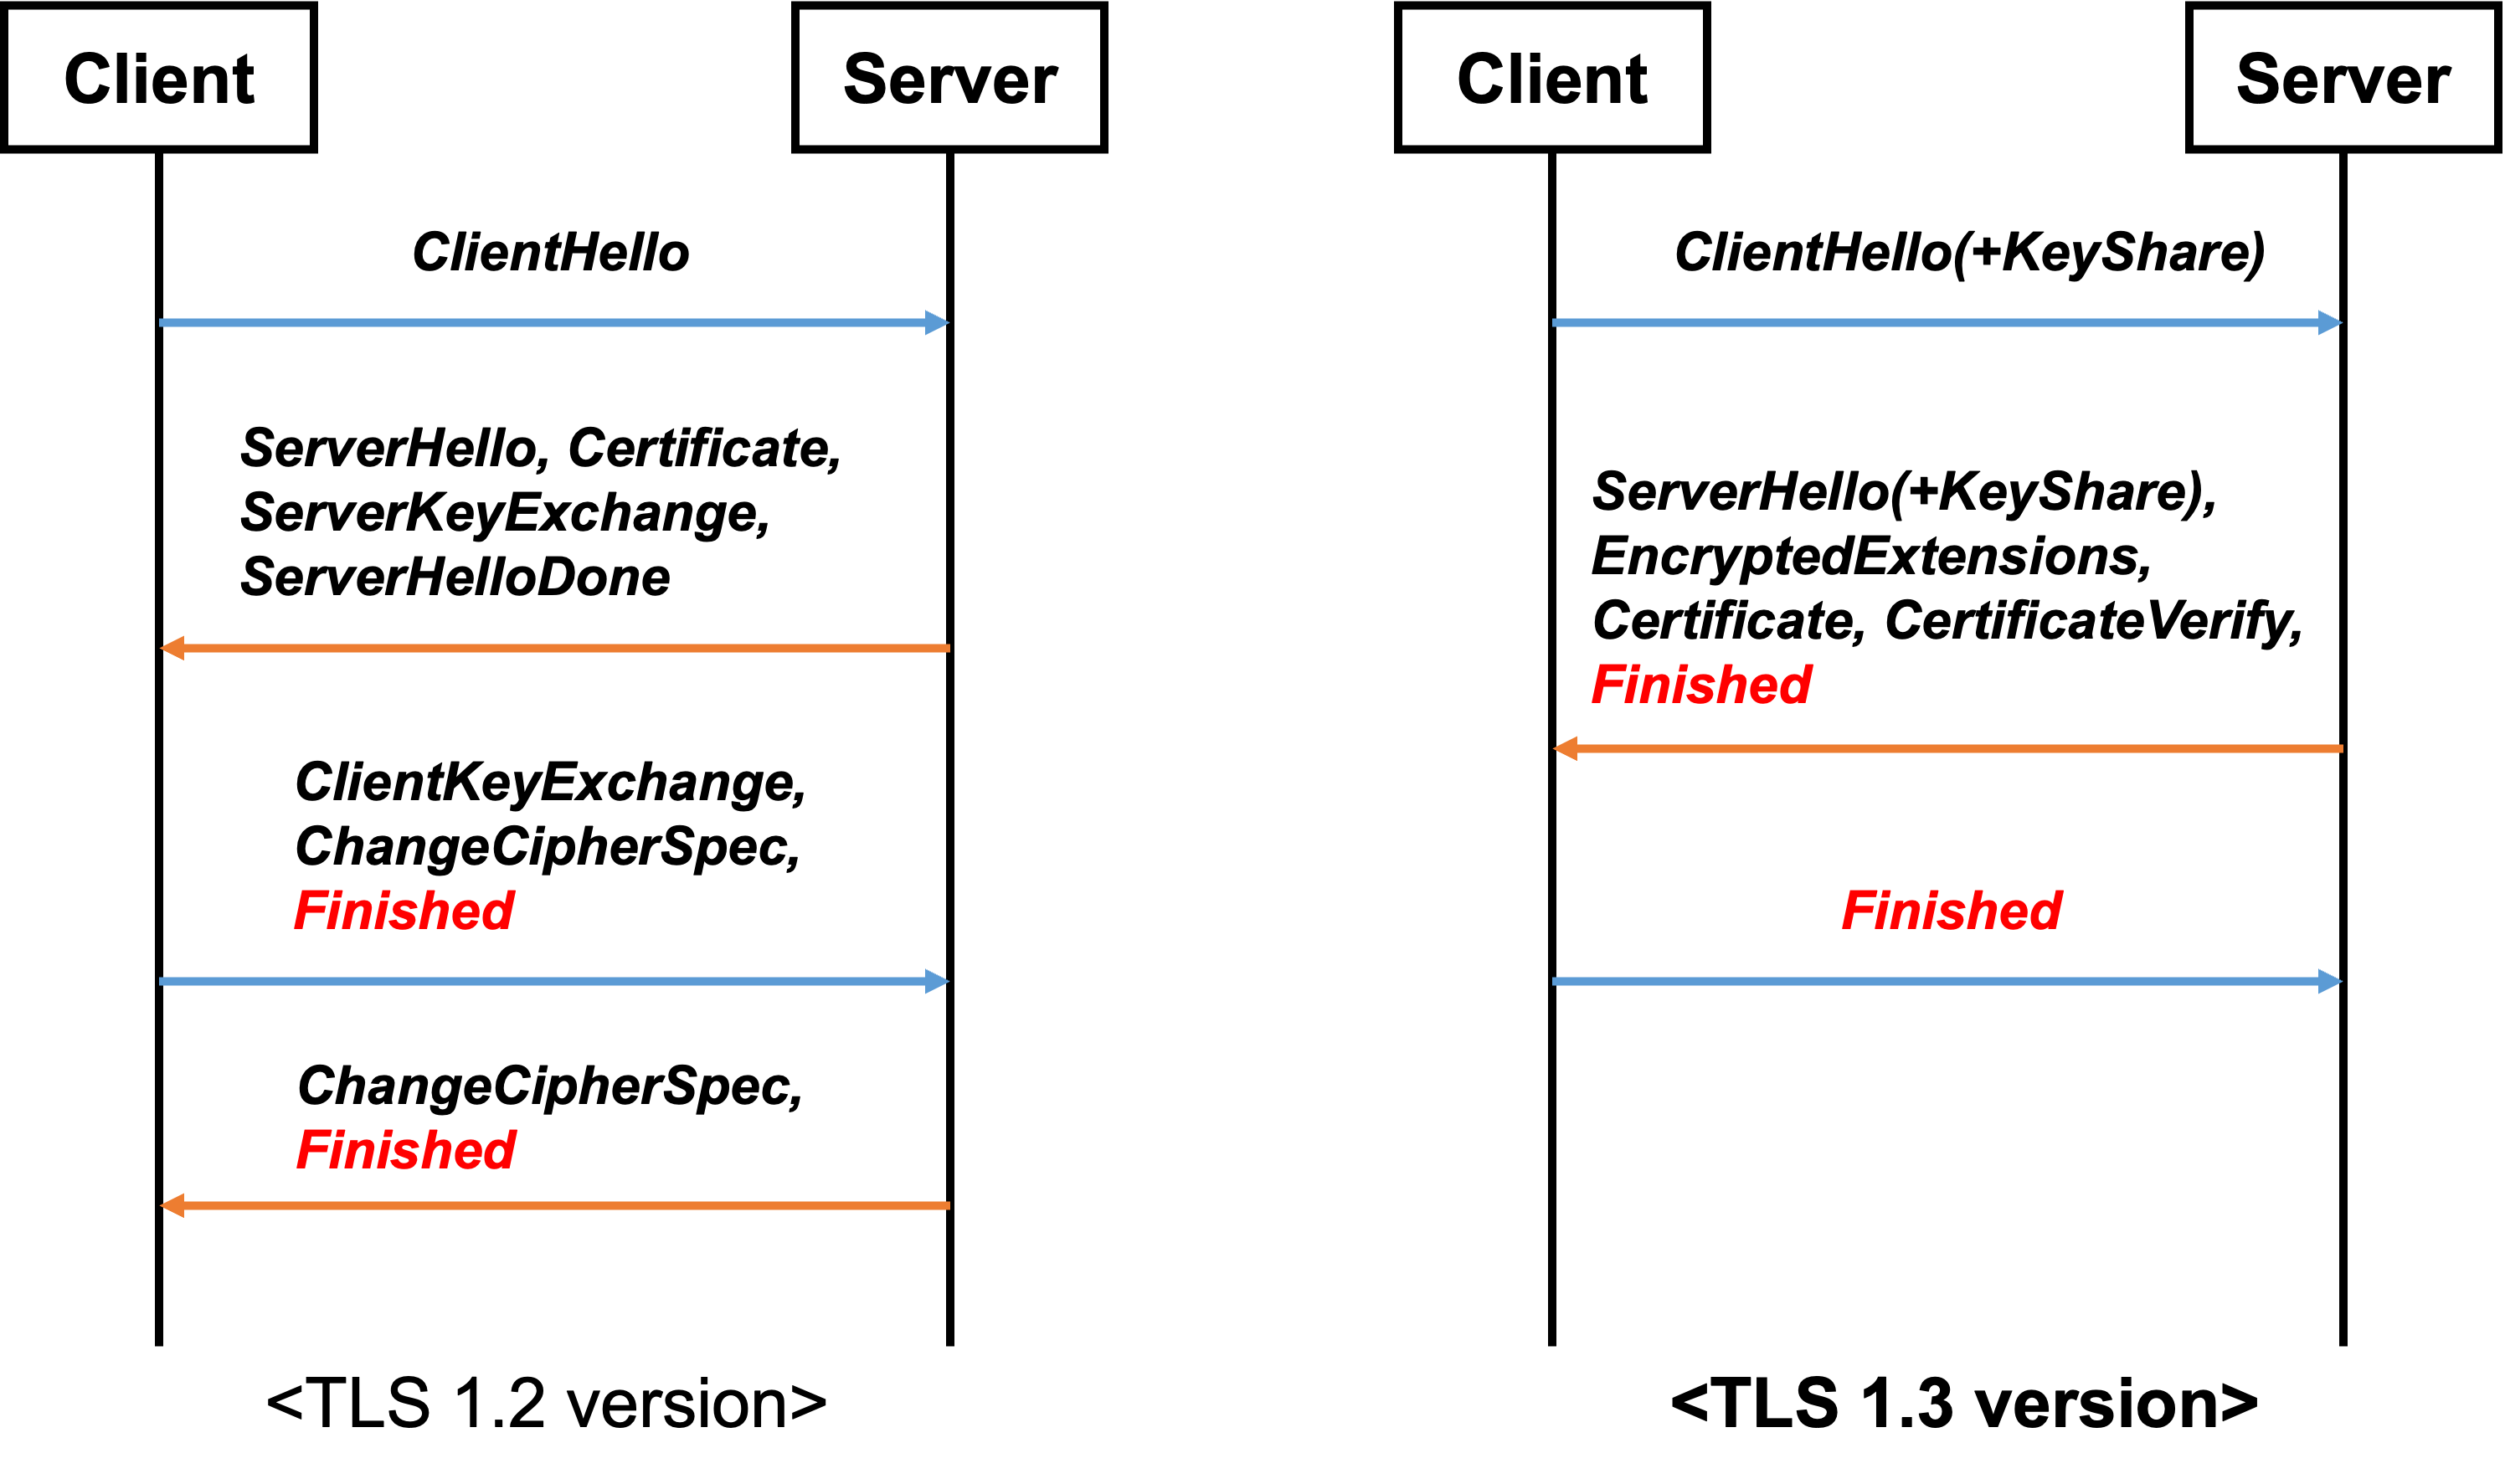 Client
Server
ClientHello
ServerHello, Certificate,
ServerKeyExchange,
ServerHelloDone
ClientKeyExchange,
ChangeCipherSpec,
Finished
ChangeCipherSpec,
Finished
<TLS 1.2 version>
Client
Server
ClientHello(+KeyShare)
ServerHello(+KeyShare),
EncryptedExtensions,
Certificate, CertificateVerify,
Finished
Finished
<TLS 1.3 version>